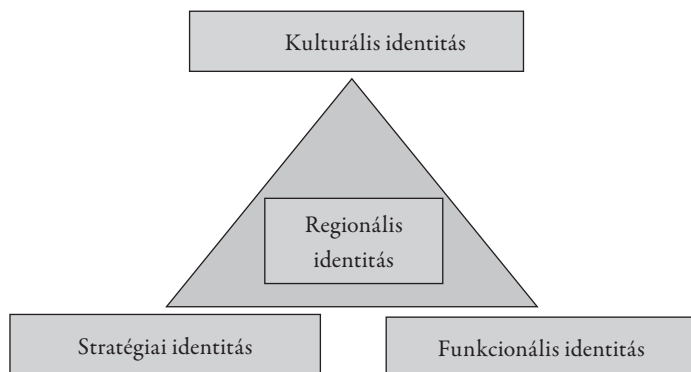 Kulturális identitás
Regionális
identitás
Stratégiai identitás
Funkcionális identitás